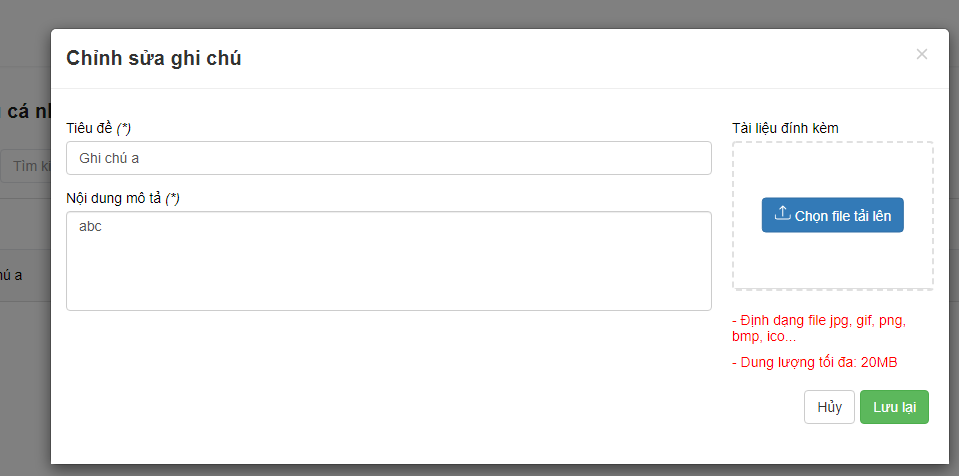 Chỉnh sửa ghi chú
×
cá nh
Tìm ki
hú a
Tiêu đề (*)
Ghi chú a
Nội dung mô tả (*)
abc
Tài liệu đính kèm
Chọn file tải lên
- Định dạng file jpg, gif, png,
bmp, ico...
- Dung lượng tối đa: 20MB
Hủy
Lưu lại